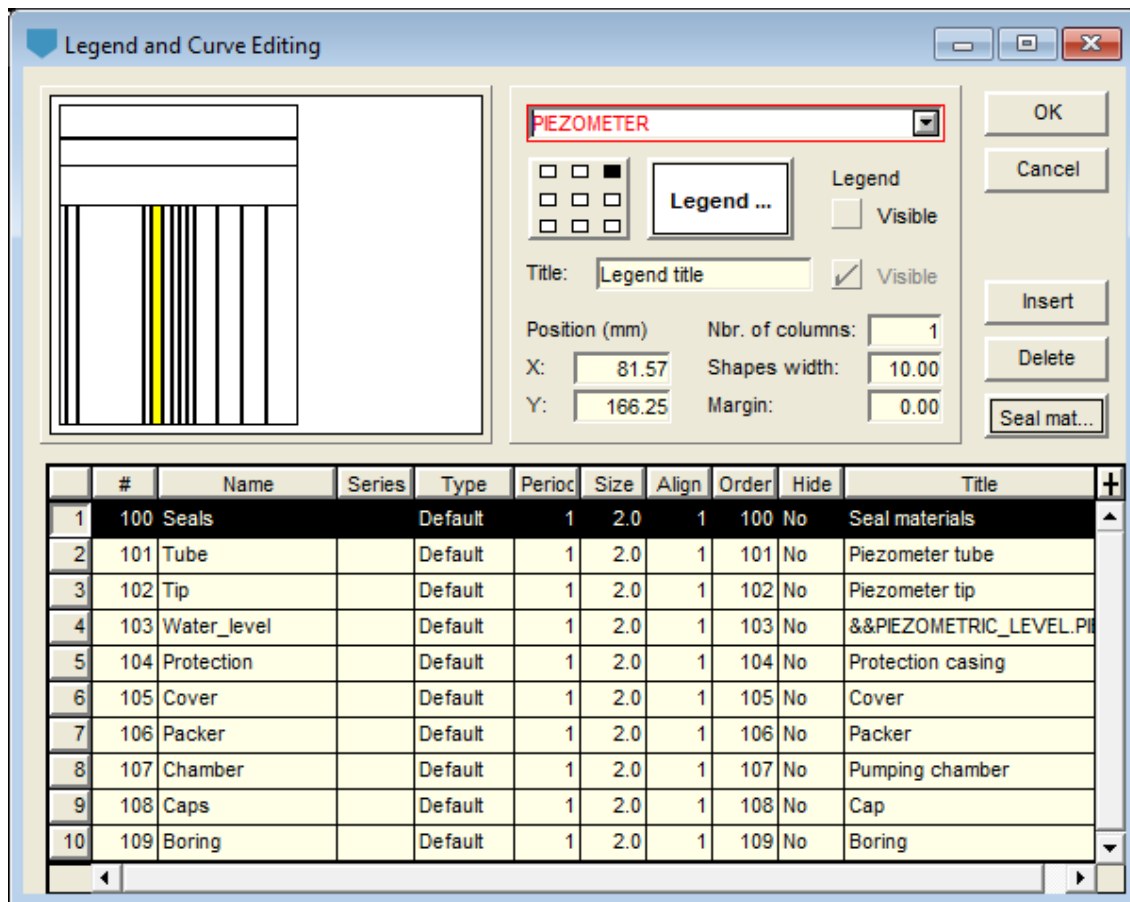 Legend and Curve Editing
PIEZOMETER
OK
Cancel
Legend ...
Legend
Visible
Title: Legend title Visible
Insert
Position (mm) Nbr. of columns: 1
X: 81.57 Shapes width: 10.00
Delete
Y: 166.25 Margin: 0.00
Seal mat...
# Name Series Type Period Size Align Order Hide Title +
1 100 Seals Default 1 2.0 1 100 No Seal materials
2 101 Tube Default 1 2.0 1 101 No Piezometer tube
3 102 Tip Default 1 2.0 1 102 No Piezometer tip
4 103 Water_level Default 1 2.0 1 103 No &&PIEZOMETRIC_LEVEL.PI
5 104 Protection Default 1 2.0 1 104 No Protection casing
6 105 Cover Default 1 2.0 1 105 No Cover
7 106 Packer Default 1 2.0 1 106 No Packer
8 107 Chamber Default 1 2.0 1 107 No Pumping chamber
9 108 Caps Default 1 2.0 1 108 No Cap
10 109 Boring Default 1 2.0 1 109 No Boring